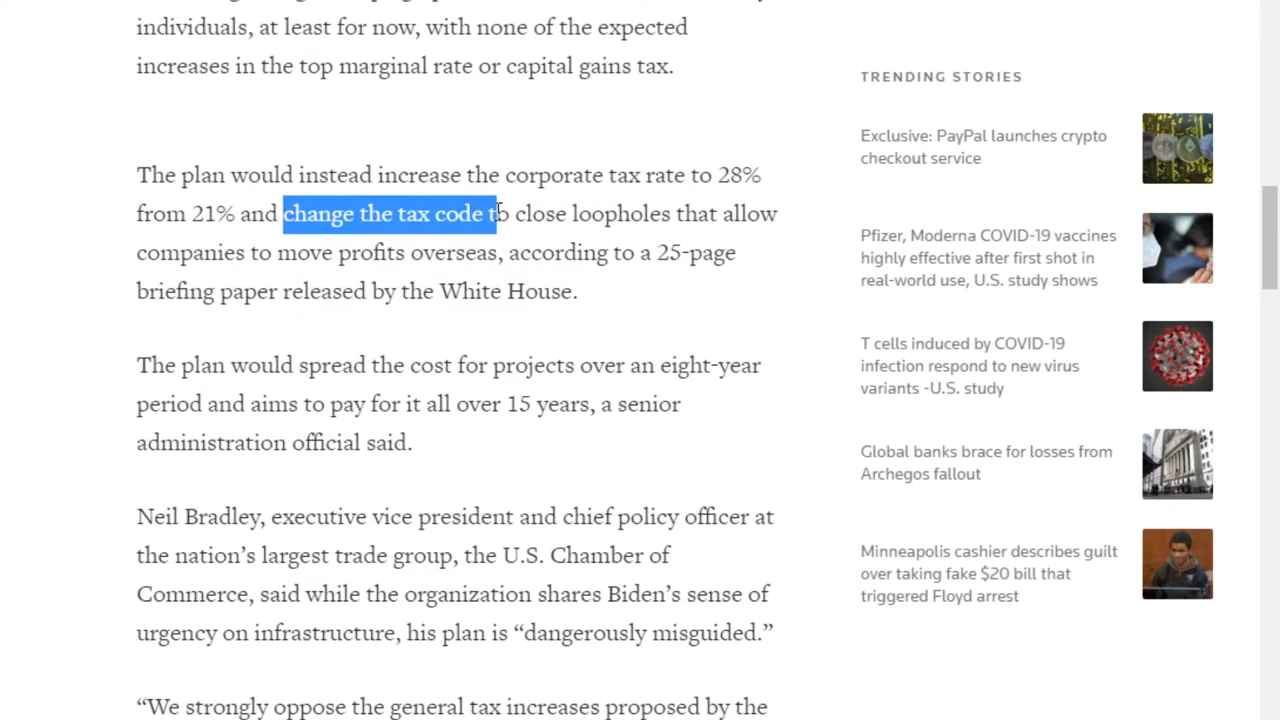 individuals, at least for now, with none of the expected
increases in the top marginal rate or capital gains tax.
The plan would instead increase the corporate tax rate to 28%
from 21% and change the tax code to close loopholes that allow
companies to move profits overseas, according to a 25-page
briefing paper released by the White House.
The plan would spread the cost for projects over an eight-year
period and aims to pay for it all over 15 years, a senior
administration official said.
Neil Bradley, executive vice president and chief policy officer at
the nation’s largest trade group, the U.S. Chamber of
Commerce, said while the organization shares Biden’s sense of
urgency on infrastructure, his plan is “dangerously misguided.”
“We strongly oppose the general tax increases proposed by the
TRENDING STORIES
Exclusive: PayPal launches crypto
checkout service
Pfizer, Moderna COVID-19 vaccines
highly effective after first shot in
real-world use, U.S. study shows
T cells induced by COVID-19
infection respond to new virus
variants -U.S. study
Global banks brace for losses from
Archegos fallout
Minneapolis cashier describes guilt
over taking fake $20 bill that
triggered Floyd arrest